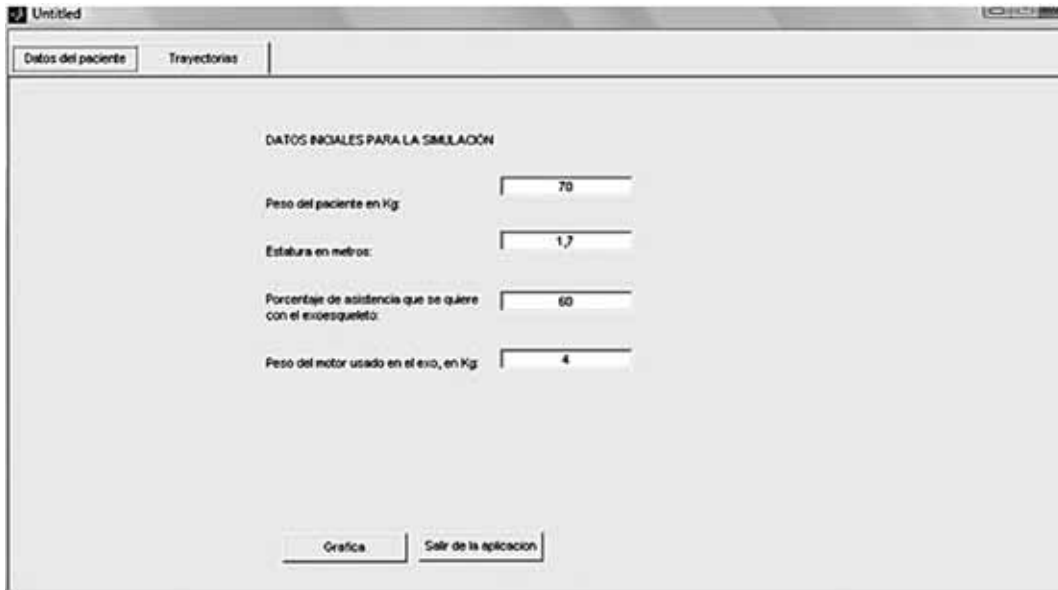 Untitled
Datos del paciente
Trayectorias
DATOS INICIALES PARA LA SIMULACIÓN
Peso del paciente en Kg:
70
Estatura en metros:
1,7
Porcentaje de asistencia que se quiere
con el exoesqueleto:
60
Peso del motor usado en el exo, en Kg:
4
Grafica
Salir de la aplicacion